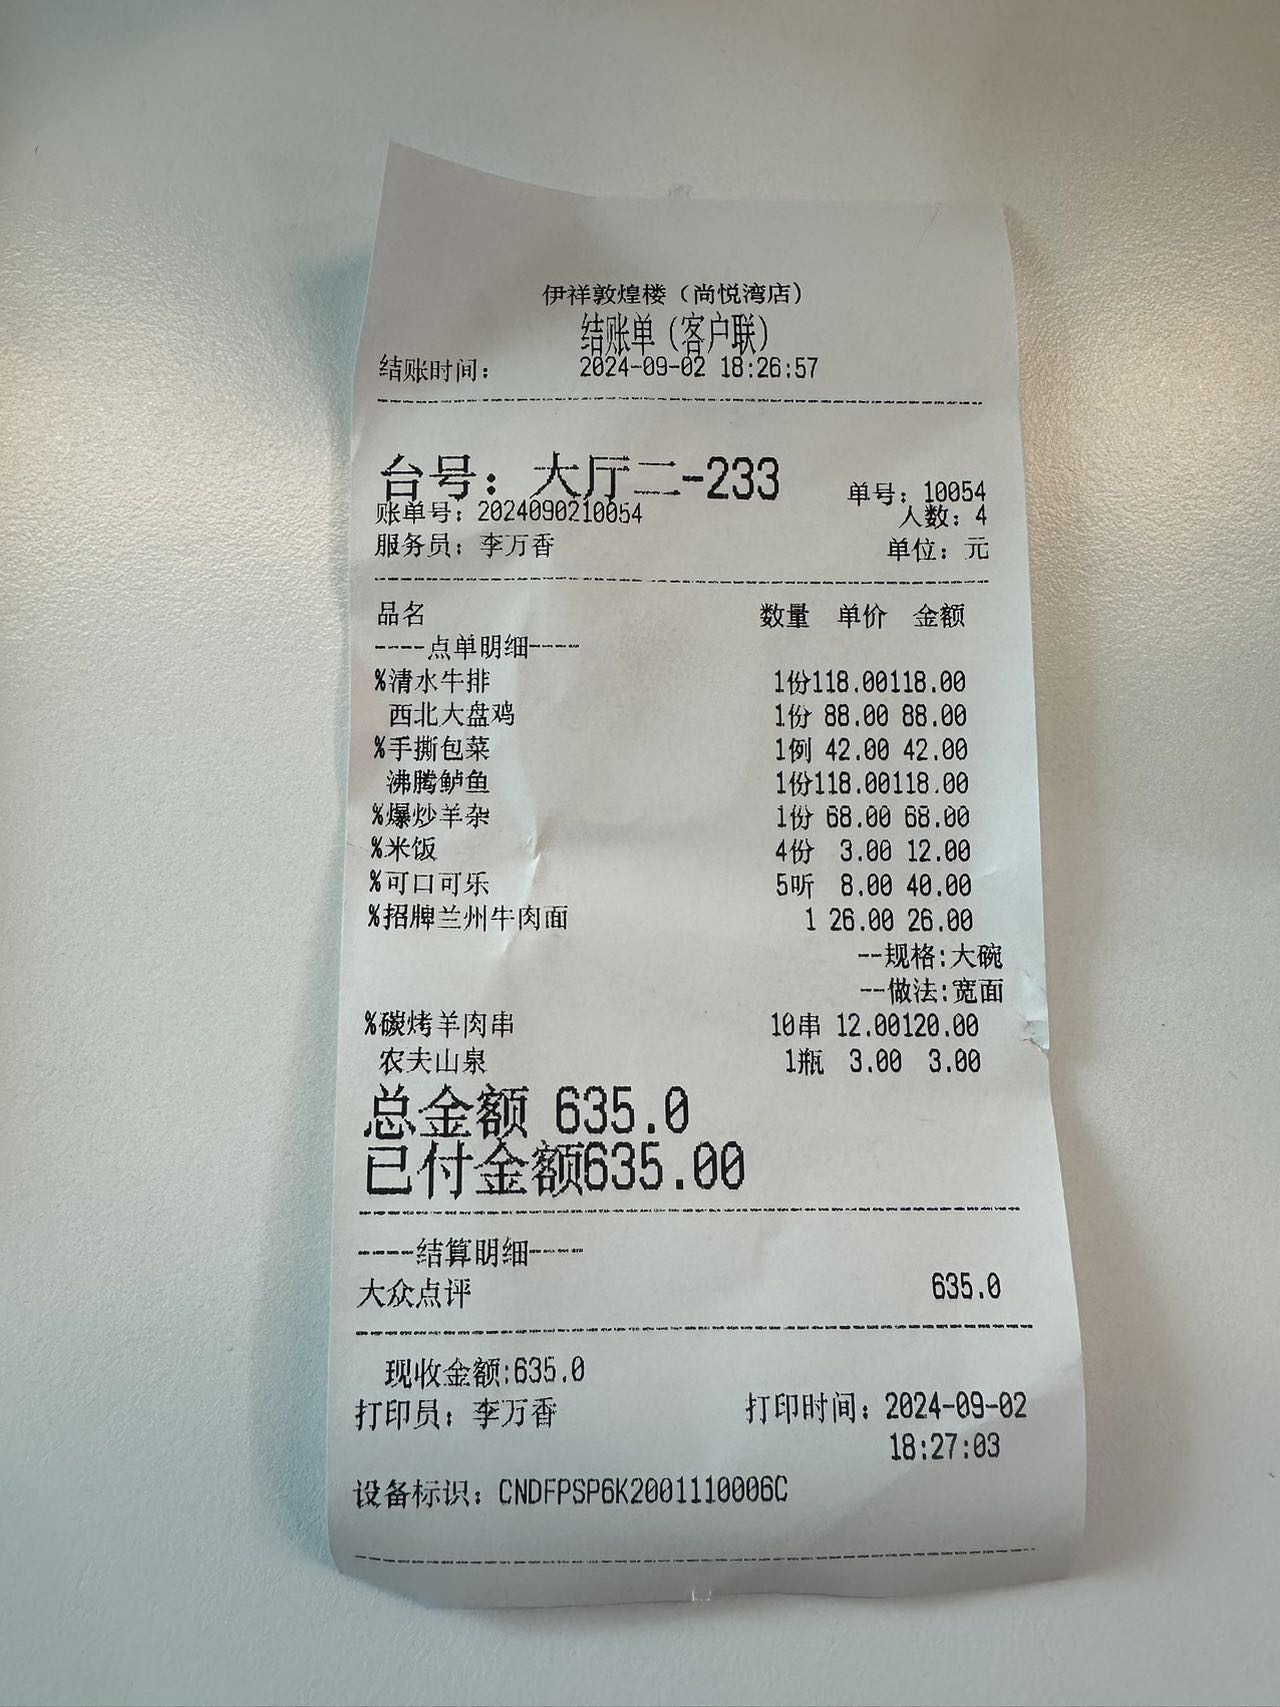 伊祥敦煌楼（尚悦湾店）
结账单（客户联）
结账时间： 2024-09-02 18:26:57
台号：大厅二-233 单号：10054
账单号：2024090210054 人数：4
服务员：李万香 单位：元
品名 数量 单价 金额
----点单明细----
%清水牛排 1份118.00118.00
西北大盘鸡 1份 88.00 88.00
%手撕包菜 1例 42.00 42.00
沸腾鲈鱼 1份118.00118.00
%爆炒羊杂 1份 68.00 68.00
%米饭 4份 3.00 12.00
%可口可乐 5听 8.00 40.00
%招牌兰州牛肉面 1 26.00 26.00
--规格:大碗
--做法:宽面
%碳烤羊肉串 10串 12.00120.00
农夫山泉 1瓶 3.00 3.00
总金额 635.0
已付金额635.00
----结算明细----
大众点评 635.0
现收金额:635.0
打印员：李万香 打印时间：2024-09-02
18:27:03
设备标识：CNDFPSP6K2001110006C